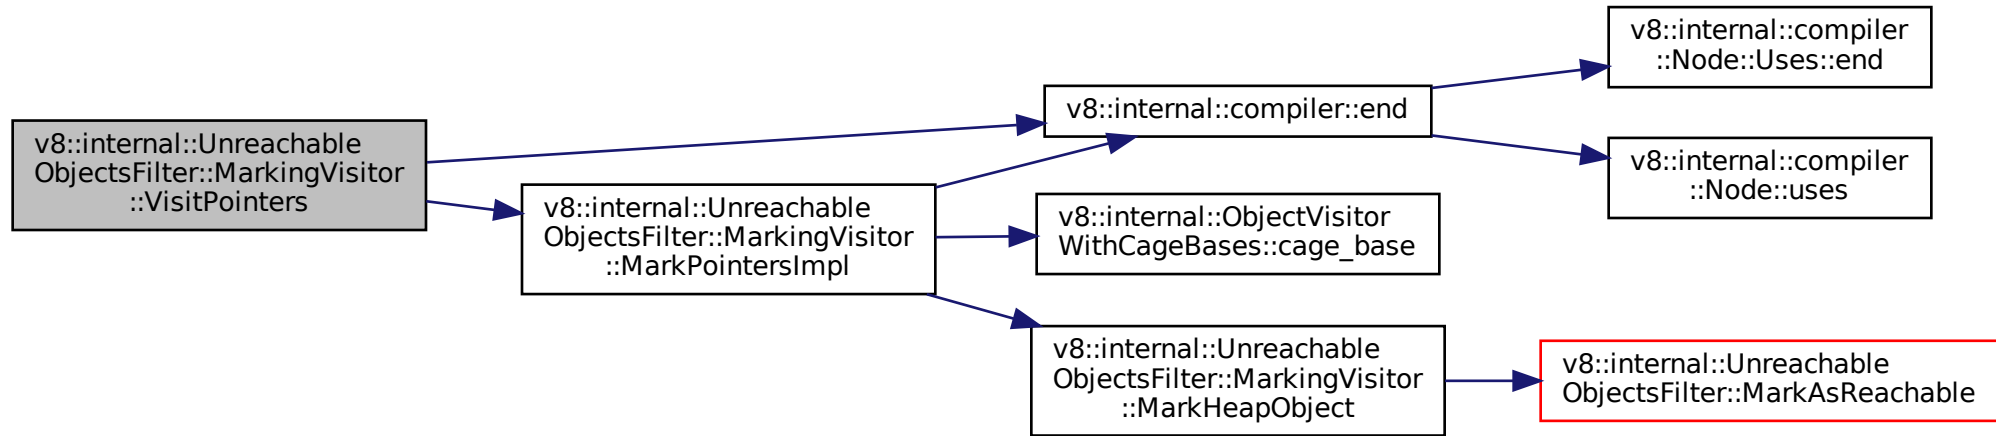 v8::internal::Unreachable
ObjectsFilter::MarkingVisitor
::VisitPointers
v8::internal::Unreachable
ObjectsFilter::MarkingVisitor
::MarkPointersImpl
v8::internal::compiler::end
v8::internal::ObjectVisitor
WithCageBases::cage_base
v8::internal::Unreachable
ObjectsFilter::MarkingVisitor
::MarkHeapObject
v8::internal::compiler
::Node::Uses::end
v8::internal::compiler
::Node::uses
v8::internal::Unreachable
ObjectsFilter::MarkAsReachable